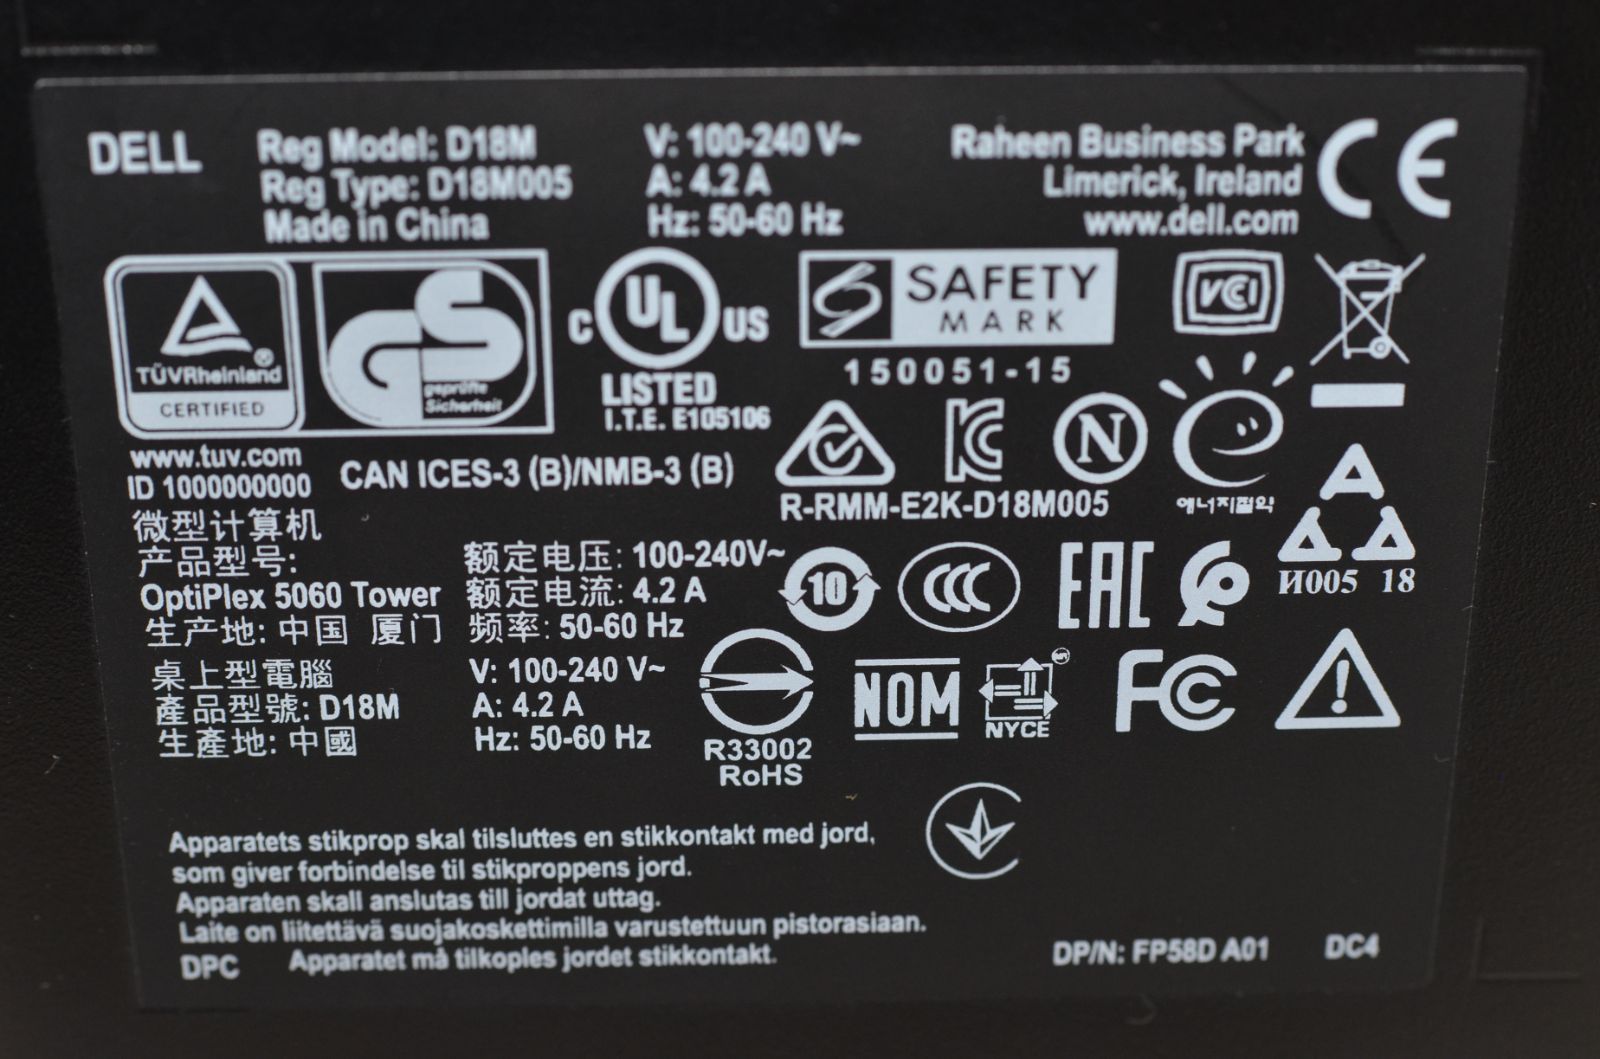 DELL
Reg Model: D18M
Reg Type: D18M005
Made in China
V: 100-240 V~
A: 4.2 A
Hz: 50-60 Hz
Raheen Business Park
Limerick, Ireland
www.dell.com
CE
TÜVRheinland
CERTIFIED
GS
geprüfte
Sicherheit
www.tuv.com
ID 1000000000
C UL US
LISTED
I.T.E. E105106
SAFETY
MARK
150051-15
VCI
CAN ICES-3 (B)/NMB-3 (B)
KC
N
R-RMM-E2K-D18M005
에너지절약
И005 18
微型计算机
产品型号:
OptiPlex 5060 Tower
生产地: 中国 厦门
额定电压: 100-240V~
额定电流: 4.2 A
频率: 50-60 Hz
10
CCC
EAC
桌上型電腦
產品型號: D18M
生產地: 中國
V: 100-240 V~
A: 4.2 A
Hz: 50-60 Hz
R33002
RoHS
NOM
NYCE
FC
Apparatets stikprop skal tilsluttes en stikkontakt med jord,
som giver forbindelse til stikproppens jord.
Apparaten skall anslutas till jordat uttag.
Laite on liitettävä suojakoskettimilla varustettuun pistorasiaan.
DPC Apparatet må tilkoples jordet stikkontakt.
DP/N: FP58D A01 DC4